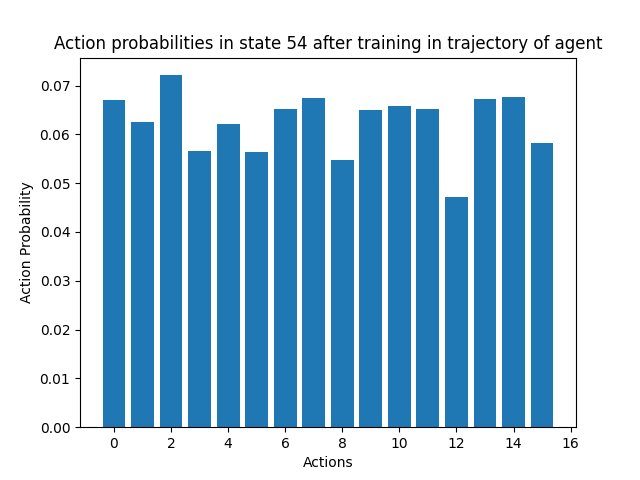 Action probabilities in state 54 after training in trajectory of agent
0.07
0.06
0.05
0.04
0.03
0.02
0.01
0.00
Action Probability
0 2 4 6 8 10 12 14 16
Actions